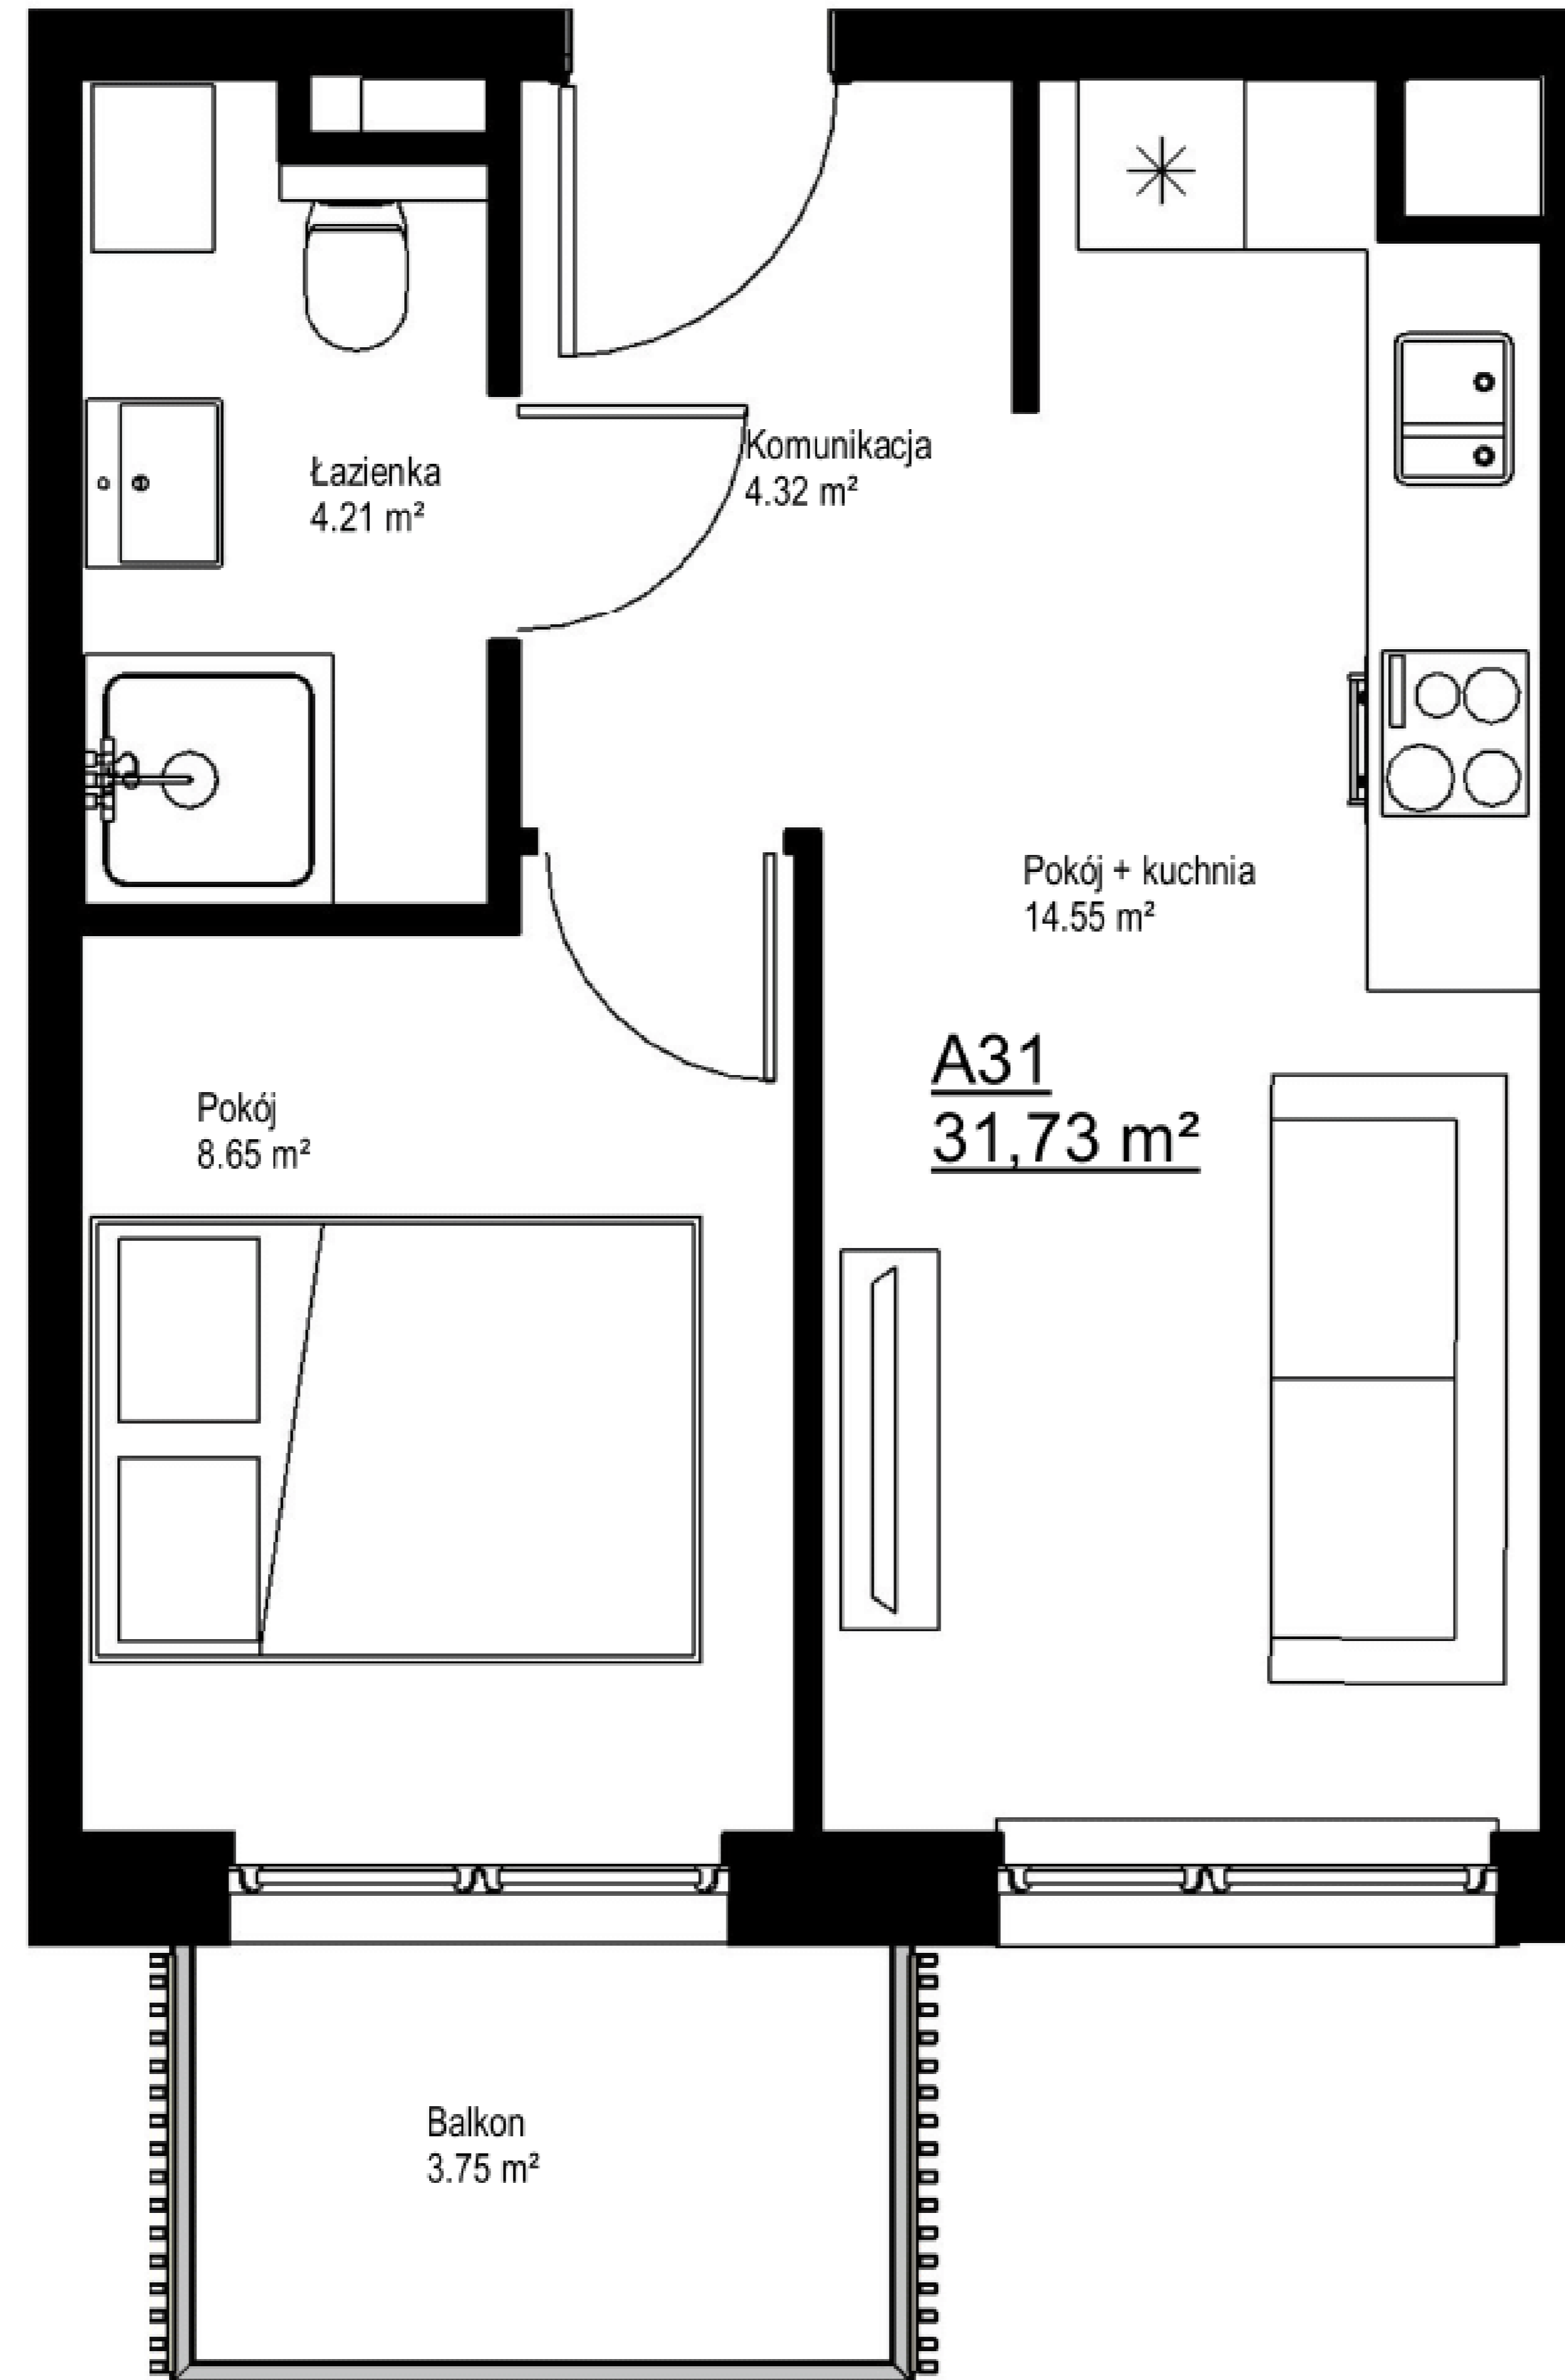 Łazienka
4.21 m²
Komunikacja
4.32 m²
Pokój + kuchnia
14.55 m²
A31
31,73 m²
Pokój
8.65 m²
Balkon
3.75 m²